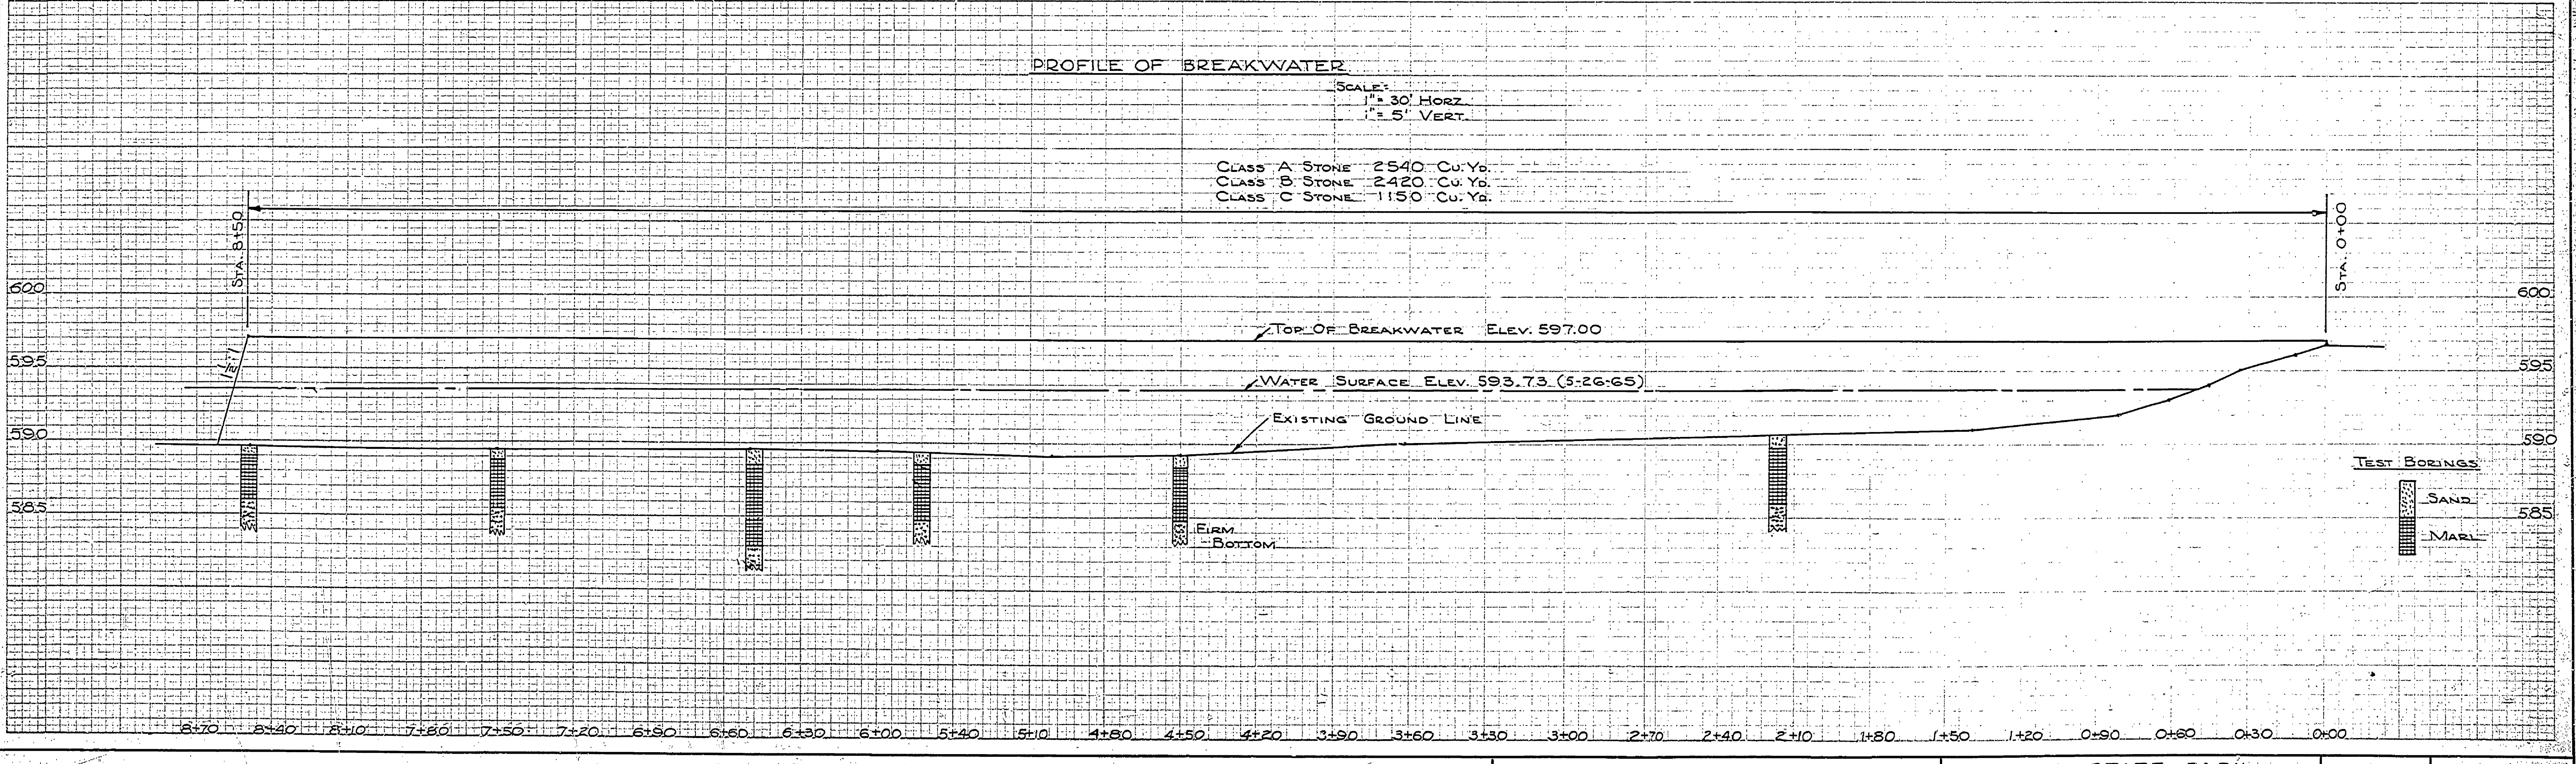 PROFILE OF BREAKWATER
SCALE:
1" = 30' HORZ.
1" = 5' VERT.
CLASS A STONE 2540 CU. YD.
CLASS B STONE 2420 CU. YD.
CLASS C STONE 1150 CU. YD.
STA. 8+50
STA. 0+00
600
600
TOP OF BREAKWATER ELEV. 597.00
595
1½:1
595
WATER SURFACE ELEV. 593.73 (5-26-65)
EXISTING GROUND LINE
590
590
TEST BORINGS
SAND
MARL
585
585
FIRM
BOTTOM
8+70 8+40 8+10 7+80 7+50 7+20 6+90 6+60 6+30 6+00 5+40 5+10 4+80 4+50 4+20 3+90 3+60 3+30 3+00 2+70 2+40 2+10 1+80 1+50 1+20 0+90 0+60 0+30 0+00